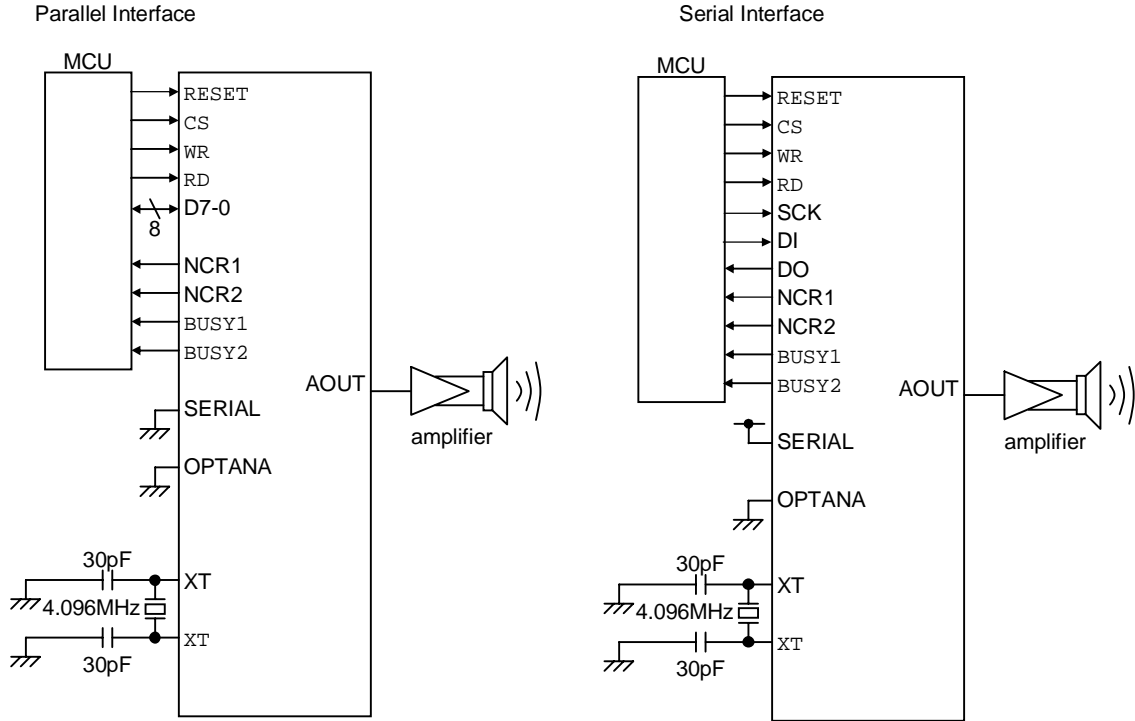 Parallel Interface
MCU
RESET
CS
WR
RD
D7-0
8
NCR1
NCR2
BUSY1
BUSY2
AOUT
SERIAL
amplifier
OPTANA
30pF
XT
4.096MHz
XT
30pF
Serial Interface
MCU
RESET
CS
WR
RD
SCK
DI
DO
NCR1
NCR2
BUSY1
BUSY2
AOUT
SERIAL
amplifier
OPTANA
30pF
XT
4.096MHz
XT
30pF